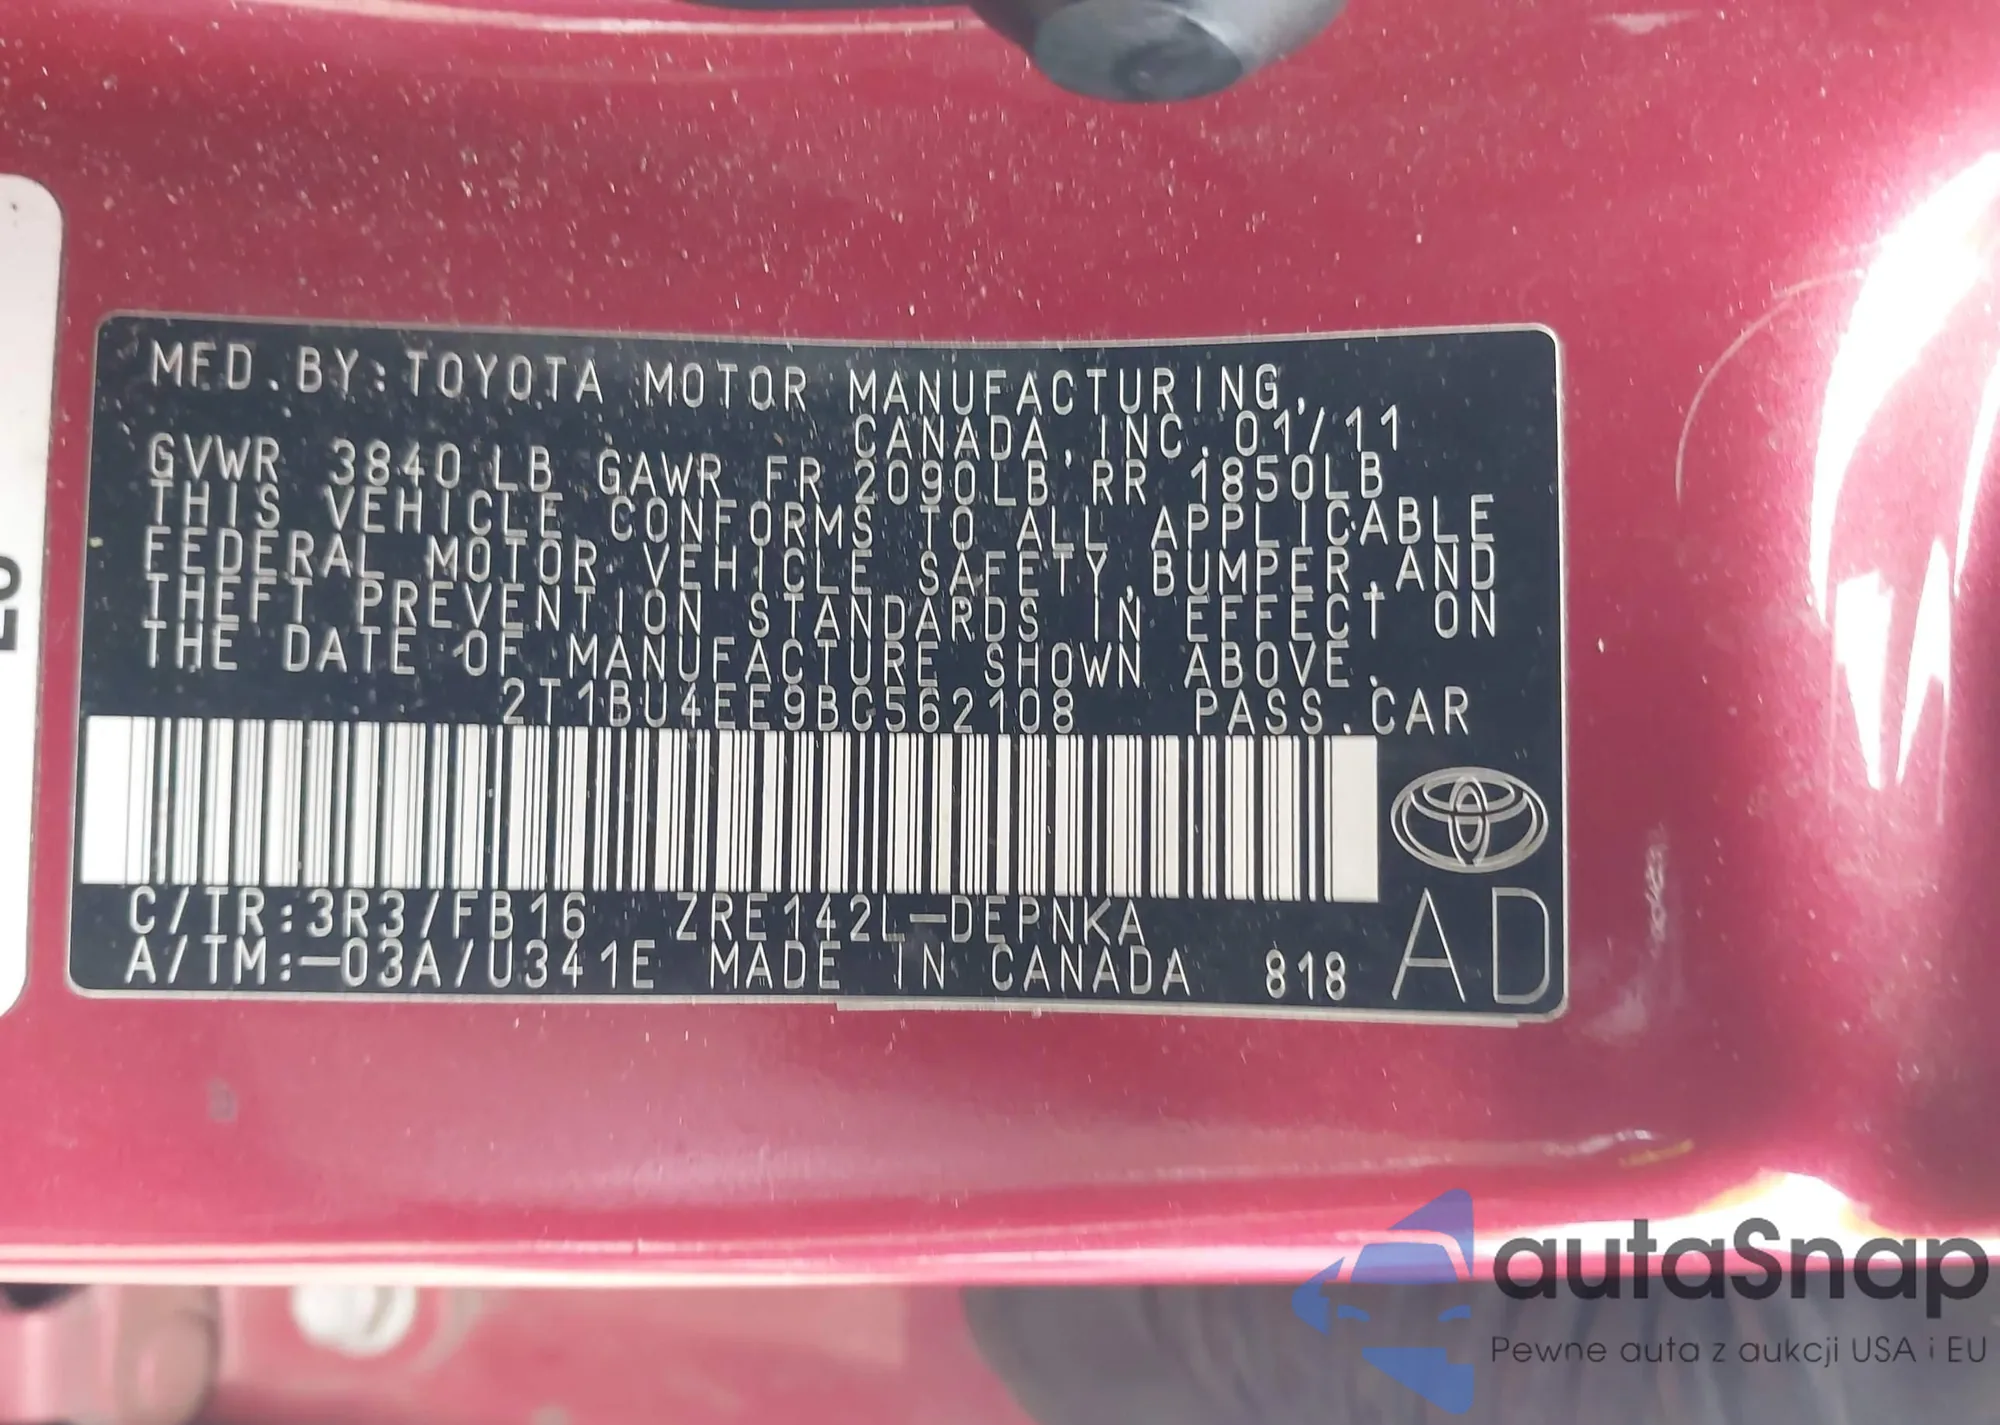 MFD.BY:TOYOTA MOTOR MANUFACTURING,
CANADA,INC.01/11
GVWR 3840LB GAWR FR 2090LB RR 1850LB
THIS VEHICLE CONFORMS TO ALL APPLICABLE
FEDERAL MOTOR VEHICLE SAFETY,BUMPER,AND
THEFT PREVENTION STANDARDS IN EFFECT ON
THE DATE OF MANUFACTURE SHOWN ABOVE.
2T1BU4EE9BC562108 PASS.CAR
C/TR:3R3/FB16 ZRE142L-DEPNKA
A/TM:-03A/U341E MADE IN CANADA 818 AD
autaSnap
Pewne auta z aukcji USA i EU